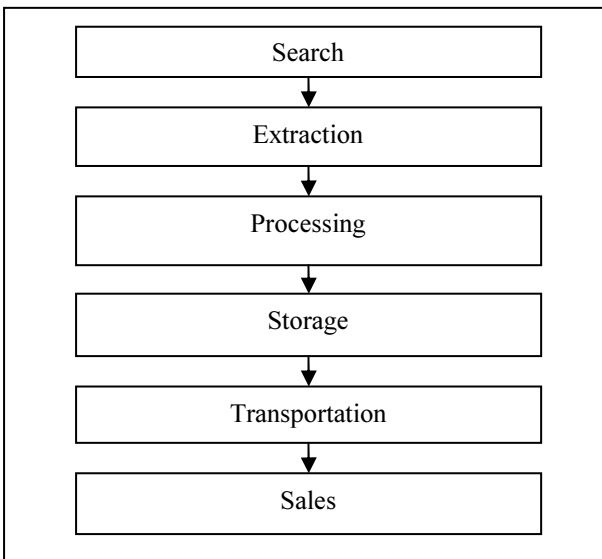 Search
Extraction
Processing
Storage
Transportation
Sales